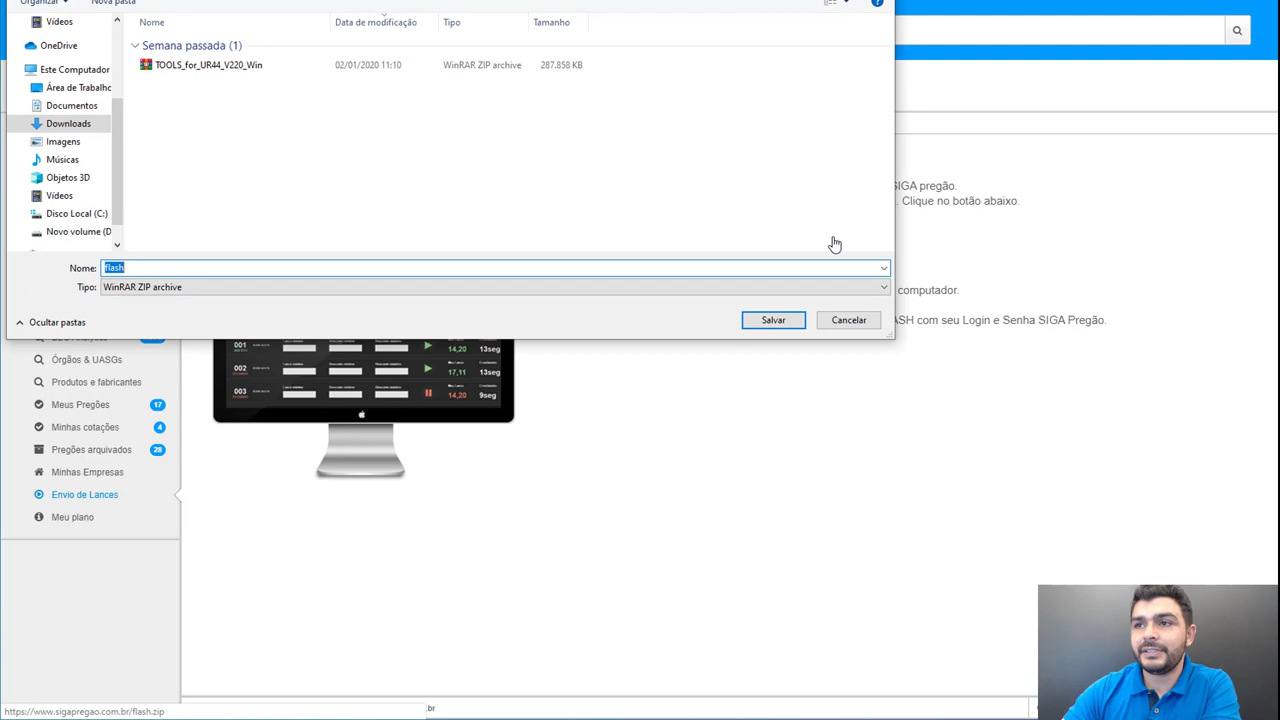 Organizar
Nova pasta
Vídeos
OneDrive
Este Computador
Área de Trabalho
Documentos
Downloads
Imagens
Músicas
Objetos 3D
Vídeos
Disco Local (C:)
Novo volume (D
Nome
Data de modificação
Tipo
Tamanho
Semana passada (1)
TOOLS_for_UR44_V220_Win
02/01/2020 11:10
WinRAR ZIP archive
287.858 KB
Nome:
flash
Tipo:
WinRAR ZIP archive
Ocultar pastas
Salvar
Cancelar
SIGA pregão.
. Clique no botão abaixo.
computador.
ASH com seu Login e Senha SIGA Pregão.
Órgãos & UASGs
Produtos e fabricantes
Meus Pregões 17
Minhas cotações 4
Pregões arquivados 28
Minhas Empresas
Envio de Lances
Meu plano
001
14,20
13seg
002
17,11
13seg
003
14,20
9seg
https://www.sigapregao.com.br/flash.zip
.br